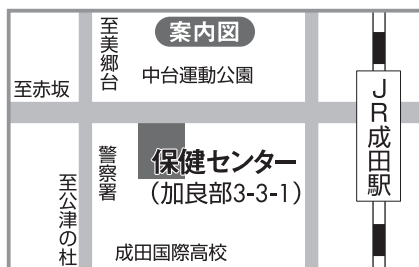 案内図
至美郷台
中台運動公園
至赤坂
JR成田駅
警察署
保健センター
(加良部3-3-1)
至公津の杜
成田国際高校